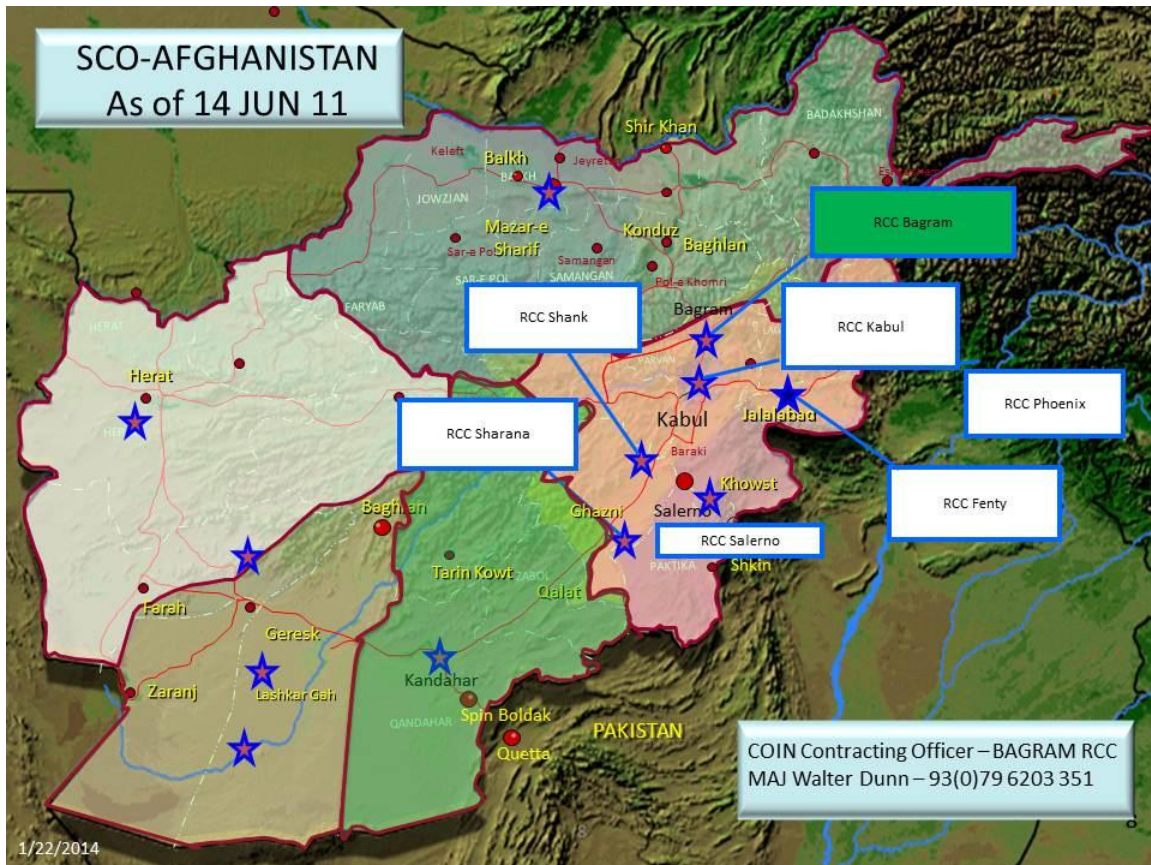 SCO-AFGHANISTAN
As of 14 JUN 11
BADAKHSHAN
Shir Khan
Keleft
Balkh
Jeyretan
BALKH
JOWZJAN
Mazar-e
Sharif
Konduz
Baghlan
Sar-e Pol
Samangan
SAR-E POL
SAMANGAN
Pol-e Khomri
FARYAB
RCC Bagram
Bagram
RCC Shank
RCC Kabul
HERAT
PARVAN
Herat
Kabul
Jalalabad
RCC Phoenix
RCC Sharana
Baraki
Khowst
RCC Fenty
Ghazni
Salerno
Baghlan
RCC Salerno
Shkin
PAKTIKA
Tarin Kowt
ZABOL
Qalat
Farah
Geresk
Zaranj
Lashkar Gah
Kandahar
QANDAHAR
Spin Boldak
PAKISTAN
Quetta
COIN Contracting Officer – BAGRAM RCC
MAJ Walter Dunn – 93(0)79 6203 351
8
1/22/2014